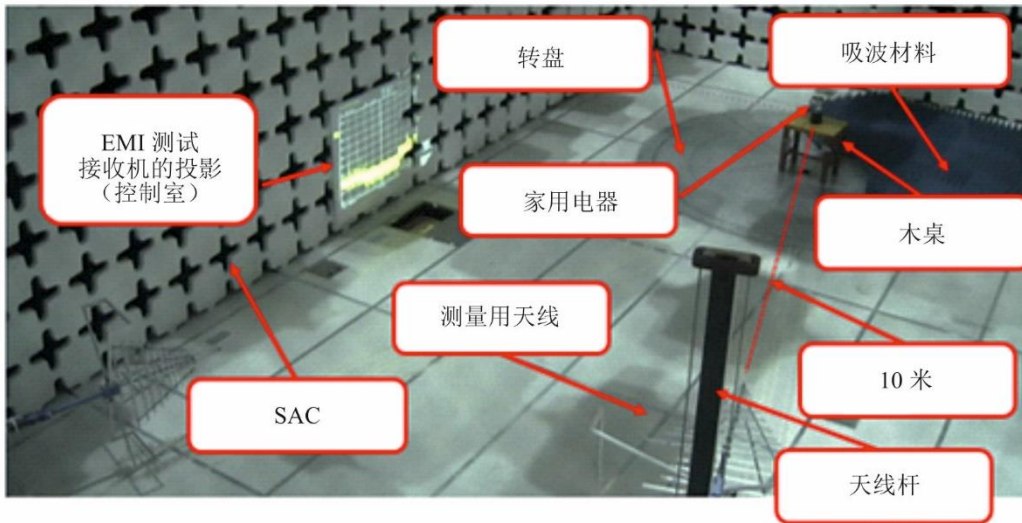 转盘
吸波材料
EMI 测试
接收机的投影
（控制室）
家用电器
木桌
测量用天线
10 米
SAC
天线杆